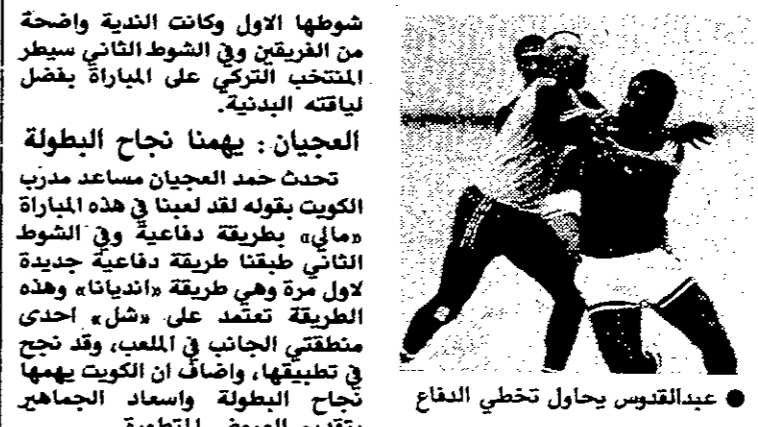 شوطها الاول وكانت الندية واضحة
من الفريقين وفي الشوط الثاني سيطر
المنتخب التركي على المباراة بفضل
لياقته البدنية.
العجيان: يهمنا نجاح البطولة
تحدث حمد العجيان مساعد مدرب
الكويت بقوله لقد لعبنا في هذه المباراة
«مالي» بطريقة دفاعية وفي الشوط
الثاني طبقنا طريقة دفاعية جديدة
لاول مرة وهي طريقة «انديانا» وهذه
الطريقة تعتمد على «شل» احدى
منطقتي الجانب في الملعب، وقد نجح
في تطبيقها، واضاف ان الكويت يهمها
نجاح البطولة واسعاد الجماهير
بتقديم العروض المتطورة
● عبدالقدوس يحاول تخطي الدفاع